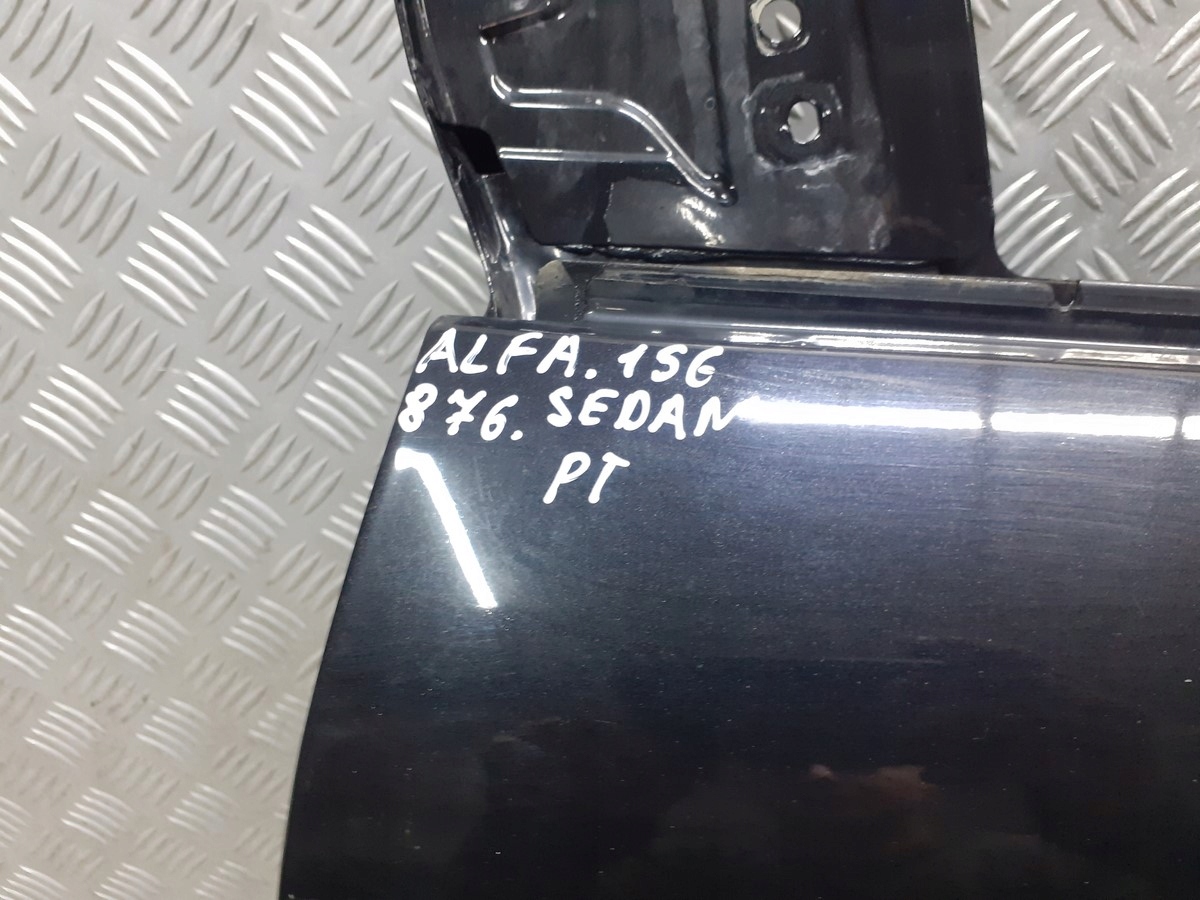 ALFA. 156
876. SEDAN
PT